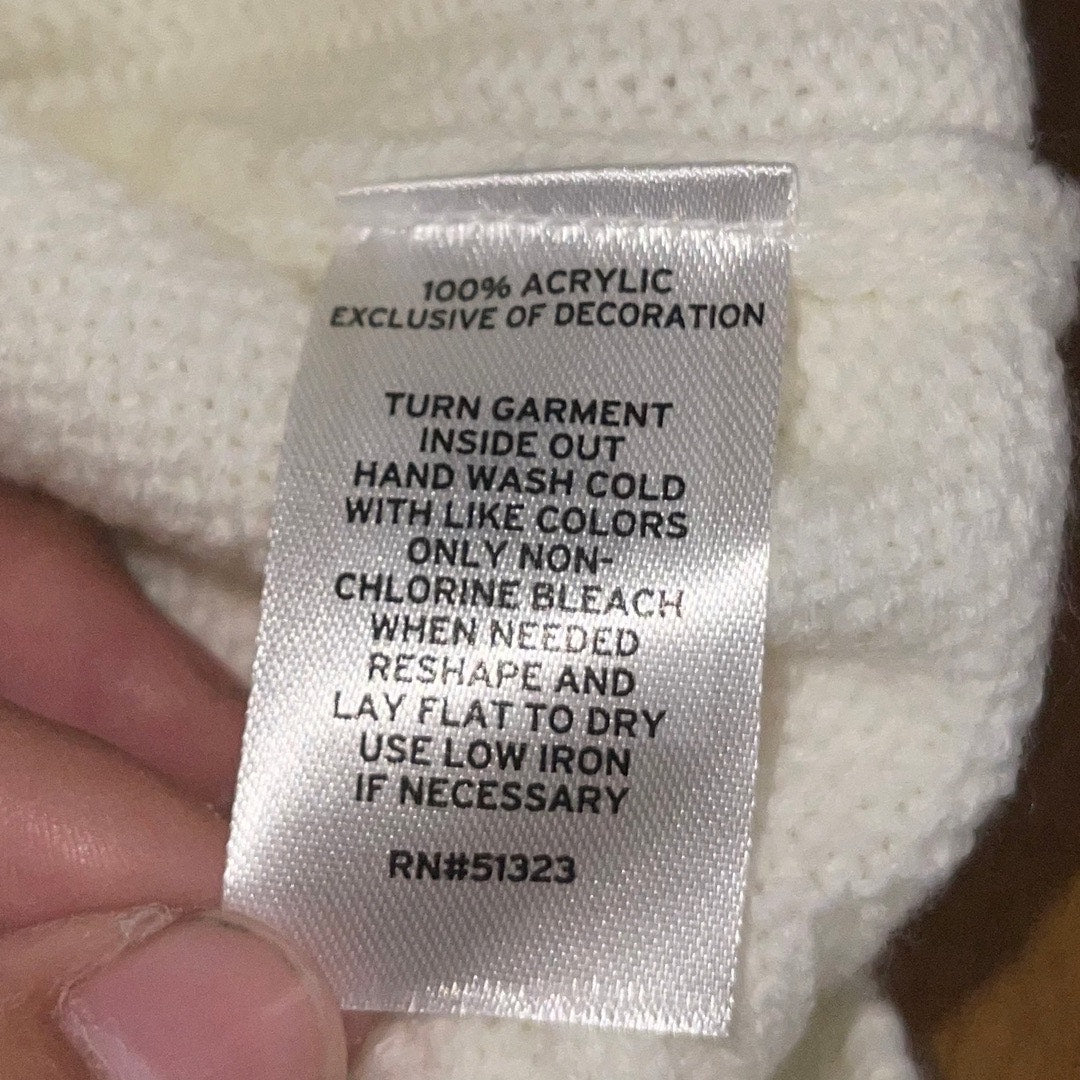 100% ACRYLIC
EXCLUSIVE OF DECORATION
TURN GARMENT
INSIDE OUT
HAND WASH COLD
WITH LIKE COLORS
ONLY NON-
CHLORINE BLEACH
WHEN NEEDED
RESHAPE AND
LAY FLAT TO DRY
USE LOW IRON
IF NECESSARY
RN#51323